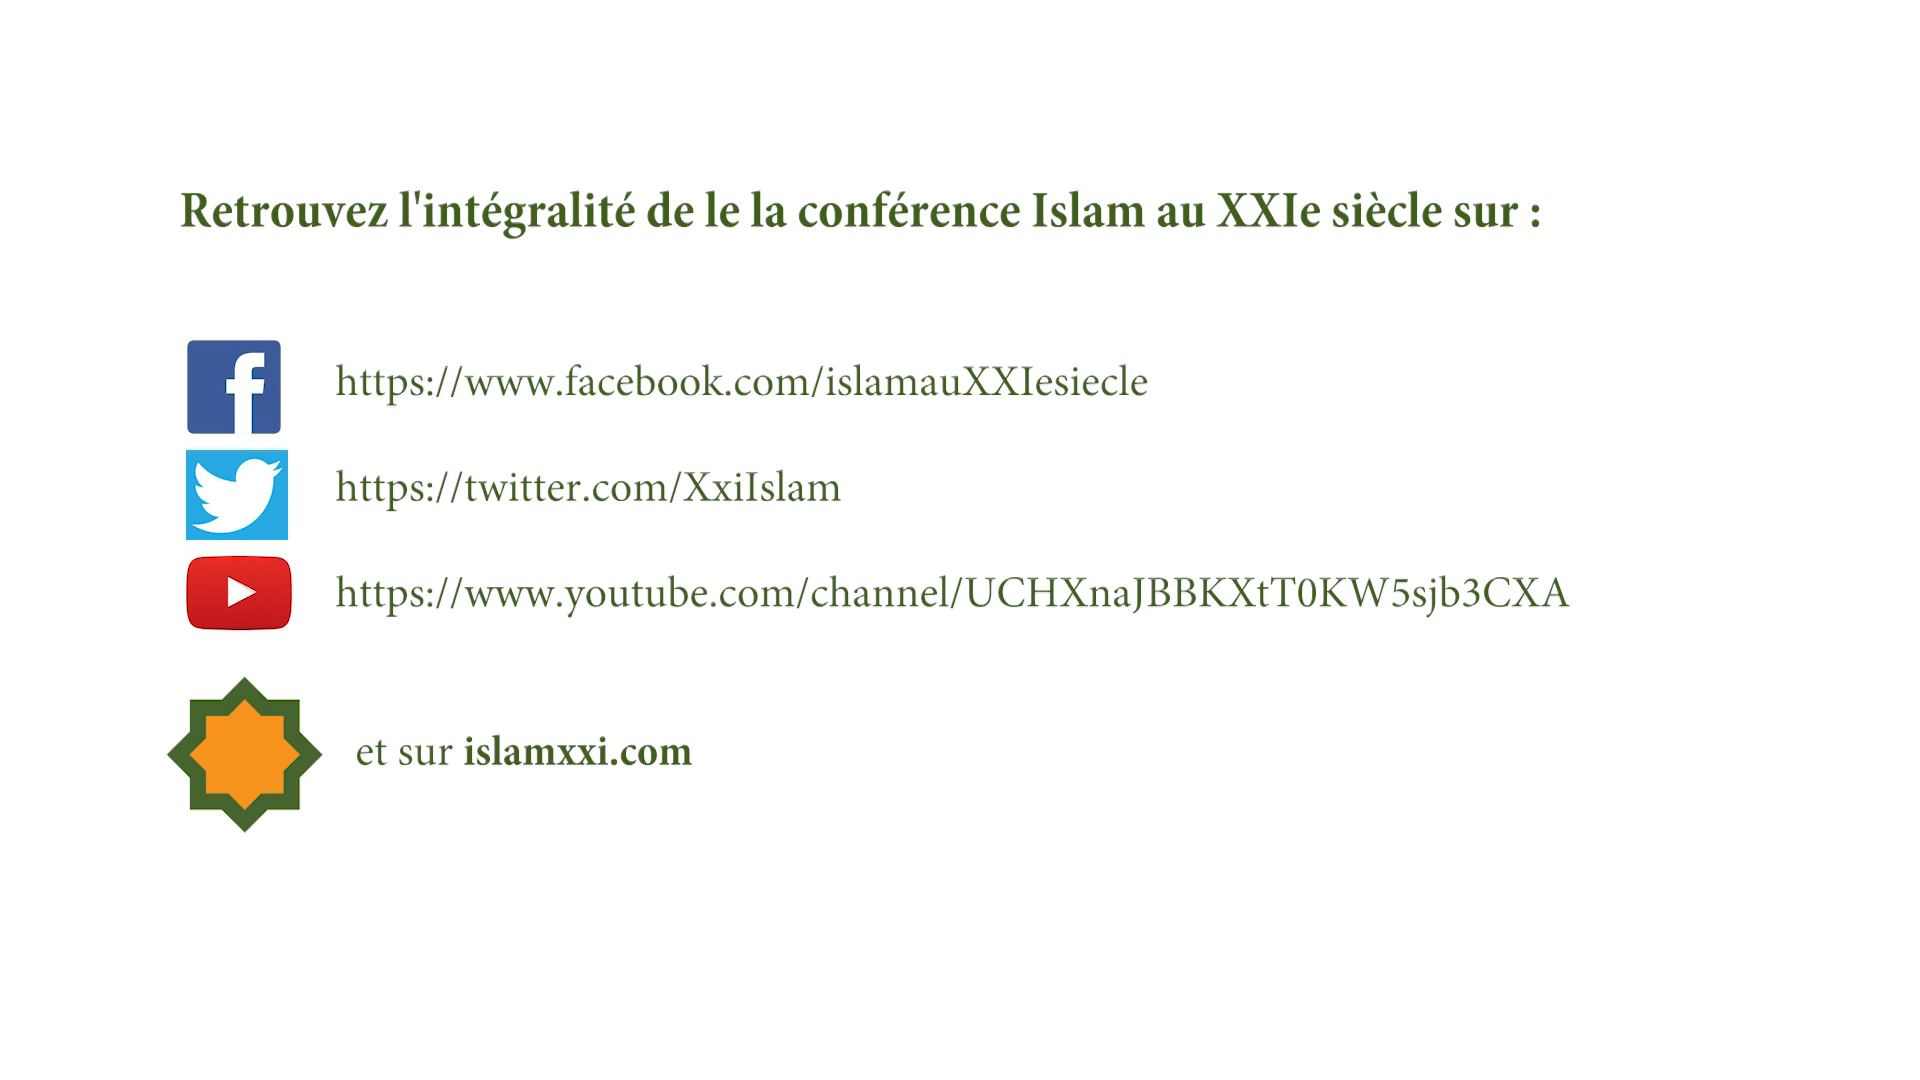 Retrouvez l'intégralité de le la conférence Islam au XXIe siècle sur :
https://www.facebook.com/islamauXXIesiecle
https://twitter.com/XxiIslam
https://www.youtube.com/channel/UCHXnaJBBKXtT0KW5sjb3CXA
et sur islamxxi.com